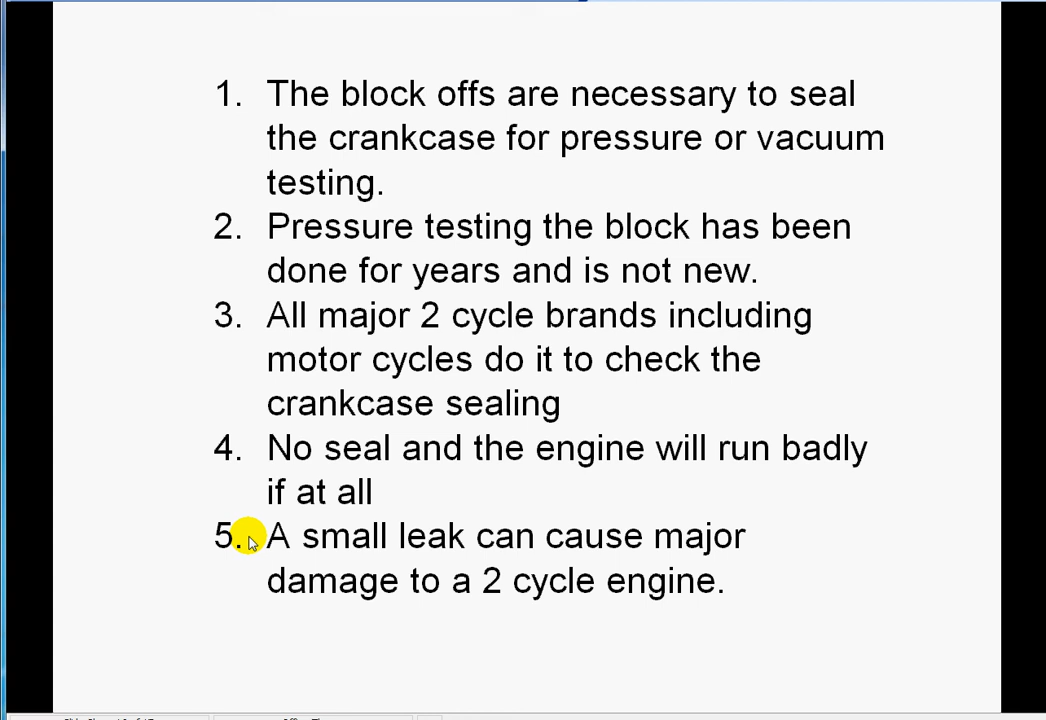 1. The block offs are necessary to seal
the crankcase for pressure or vacuum
testing.
2. Pressure testing the block has been
done for years and is not new.
3. All major 2 cycle brands including
motor cycles do it to check the
crankcase sealing
4. No seal and the engine will run badly
if at all
5. A small leak can cause major
damage to a 2 cycle engine.